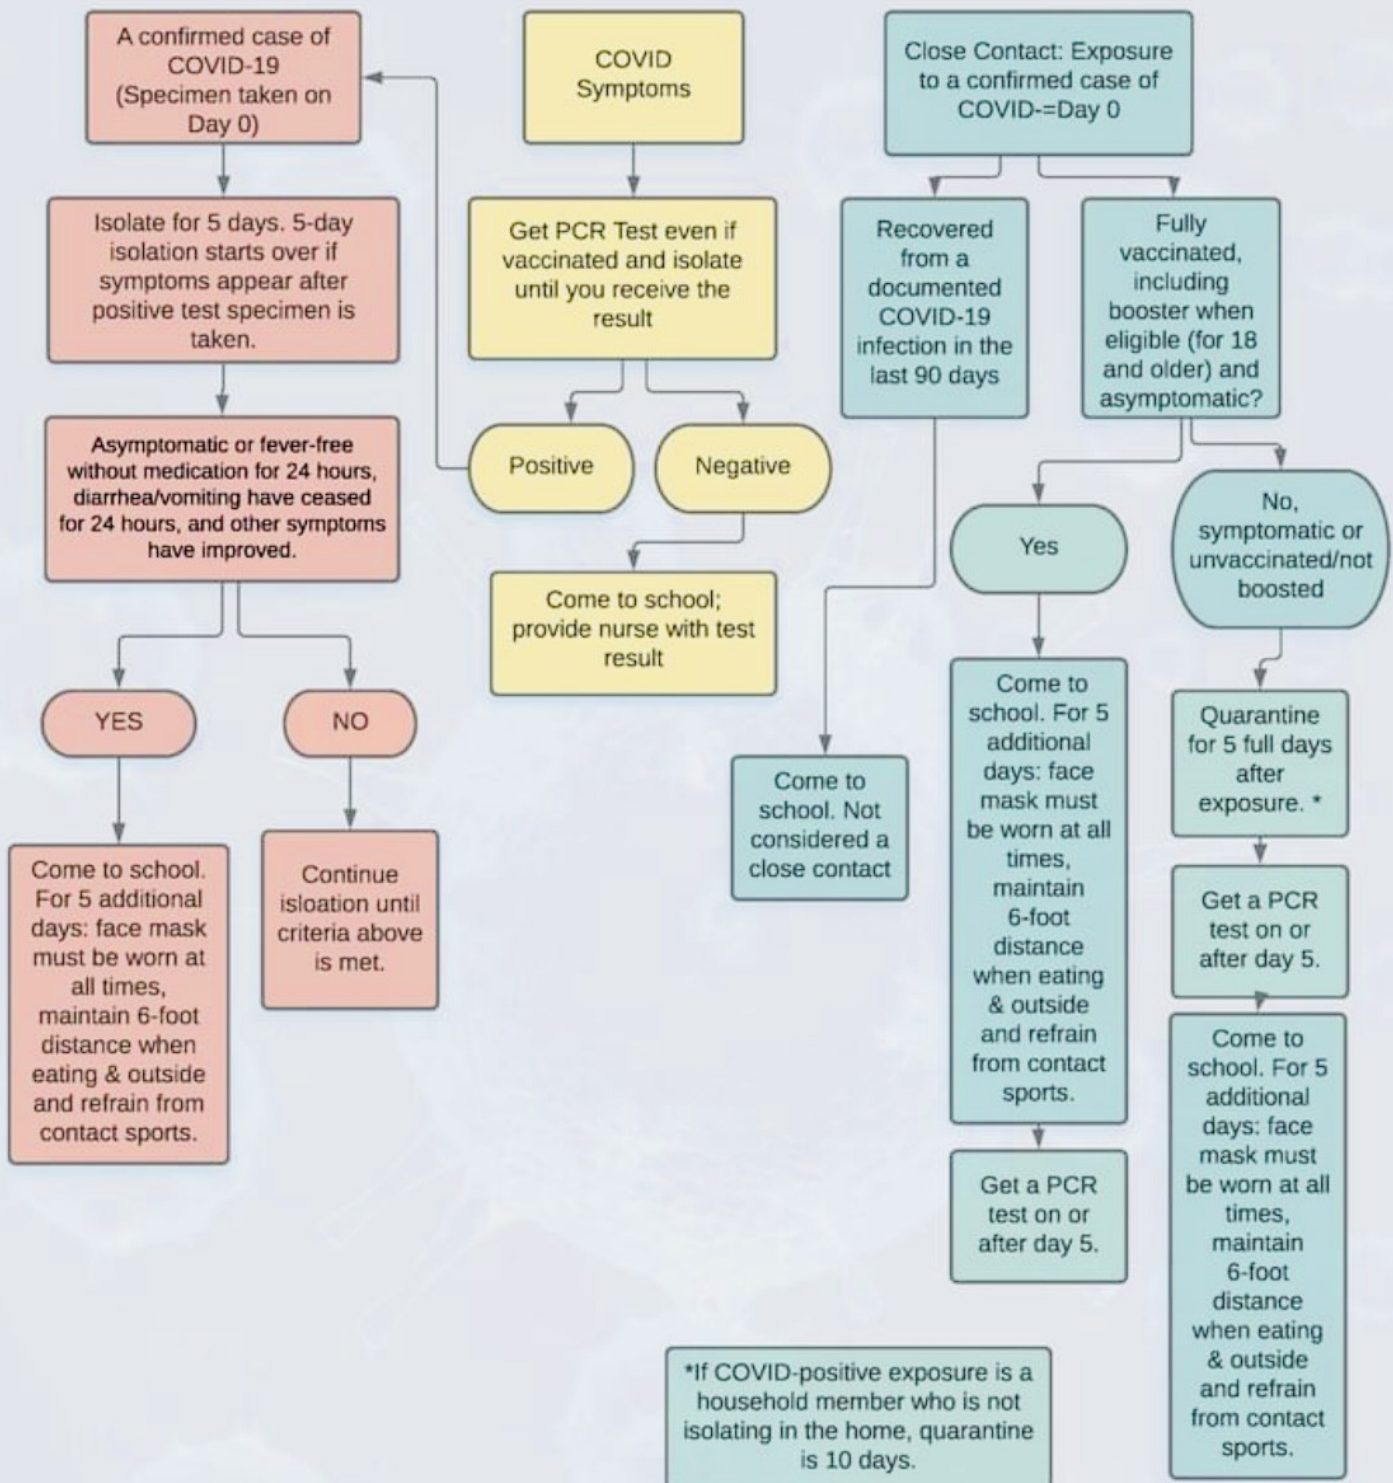 A confirmed case of
COVID-19
(Specimen taken on
Day 0)
Isolate for 5 days. 5-day
isolation starts over if
symptoms appear after
positive test specimen is
taken.
Asymptomatic or fever-free
without medication for 24 hours,
diarrhea/vomiting have ceased
for 24 hours, and other symptoms
have improved.
YES
NO
Come to school.
For 5 additional
days: face mask
must be worn at
all times,
maintain 6-foot
distance when
eating & outside
and refrain from
contact sports.
Continue
isloation until
criteria above
is met.
COVID
Symptoms
Get PCR Test even if
vaccinated and isolate
until you receive the
result
Positive
Negative
Come to school;
provide nurse with test
result
Close Contact: Exposure
to a confirmed case of
COVID-=Day 0
Recovered
from a
documented
COVID-19
infection in the
last 90 days
Come to
school. Not
considered a
close contact
Fully
vaccinated,
including
booster when
eligible (for 18
and older) and
asymptomatic?
Yes
Come to
school. For 5
additional
days: face
mask must
be worn at all
times,
maintain
6-foot
distance
when eating
& outside
and refrain
from contact
sports.
Get a PCR
test on or
after day 5.
No,
symptomatic or
unvaccinated/not
boosted
Quarantine
for 5 full days
after
exposure. *
Get a PCR
test on or
after day 5.
Come to
school. For 5
additional
days: face
mask must
be worn at all
times,
maintain
6-foot
distance
when eating
& outside
and refrain
from contact
sports.
*If COVID-positive exposure is a
household member who is not
isolating in the home, quarantine
is 10 days.